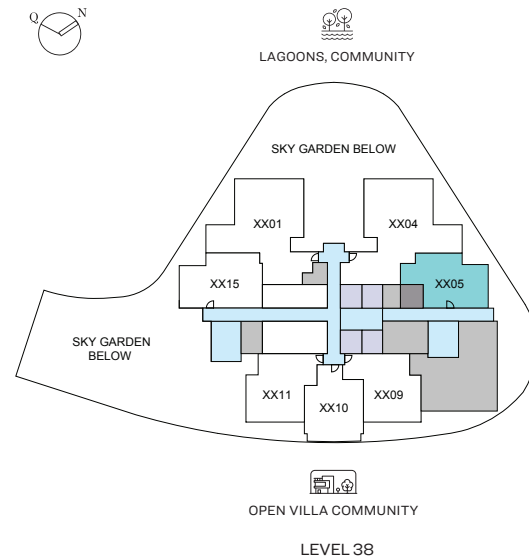 Q N
LAGOONS, COMMUNITY
SKY GARDEN BELOW
XX01 XX04
XX15 XX05
SKY GARDEN
BELOW
XX11 XX10 XX09
OPEN VILLA COMMUNITY
LEVEL 38